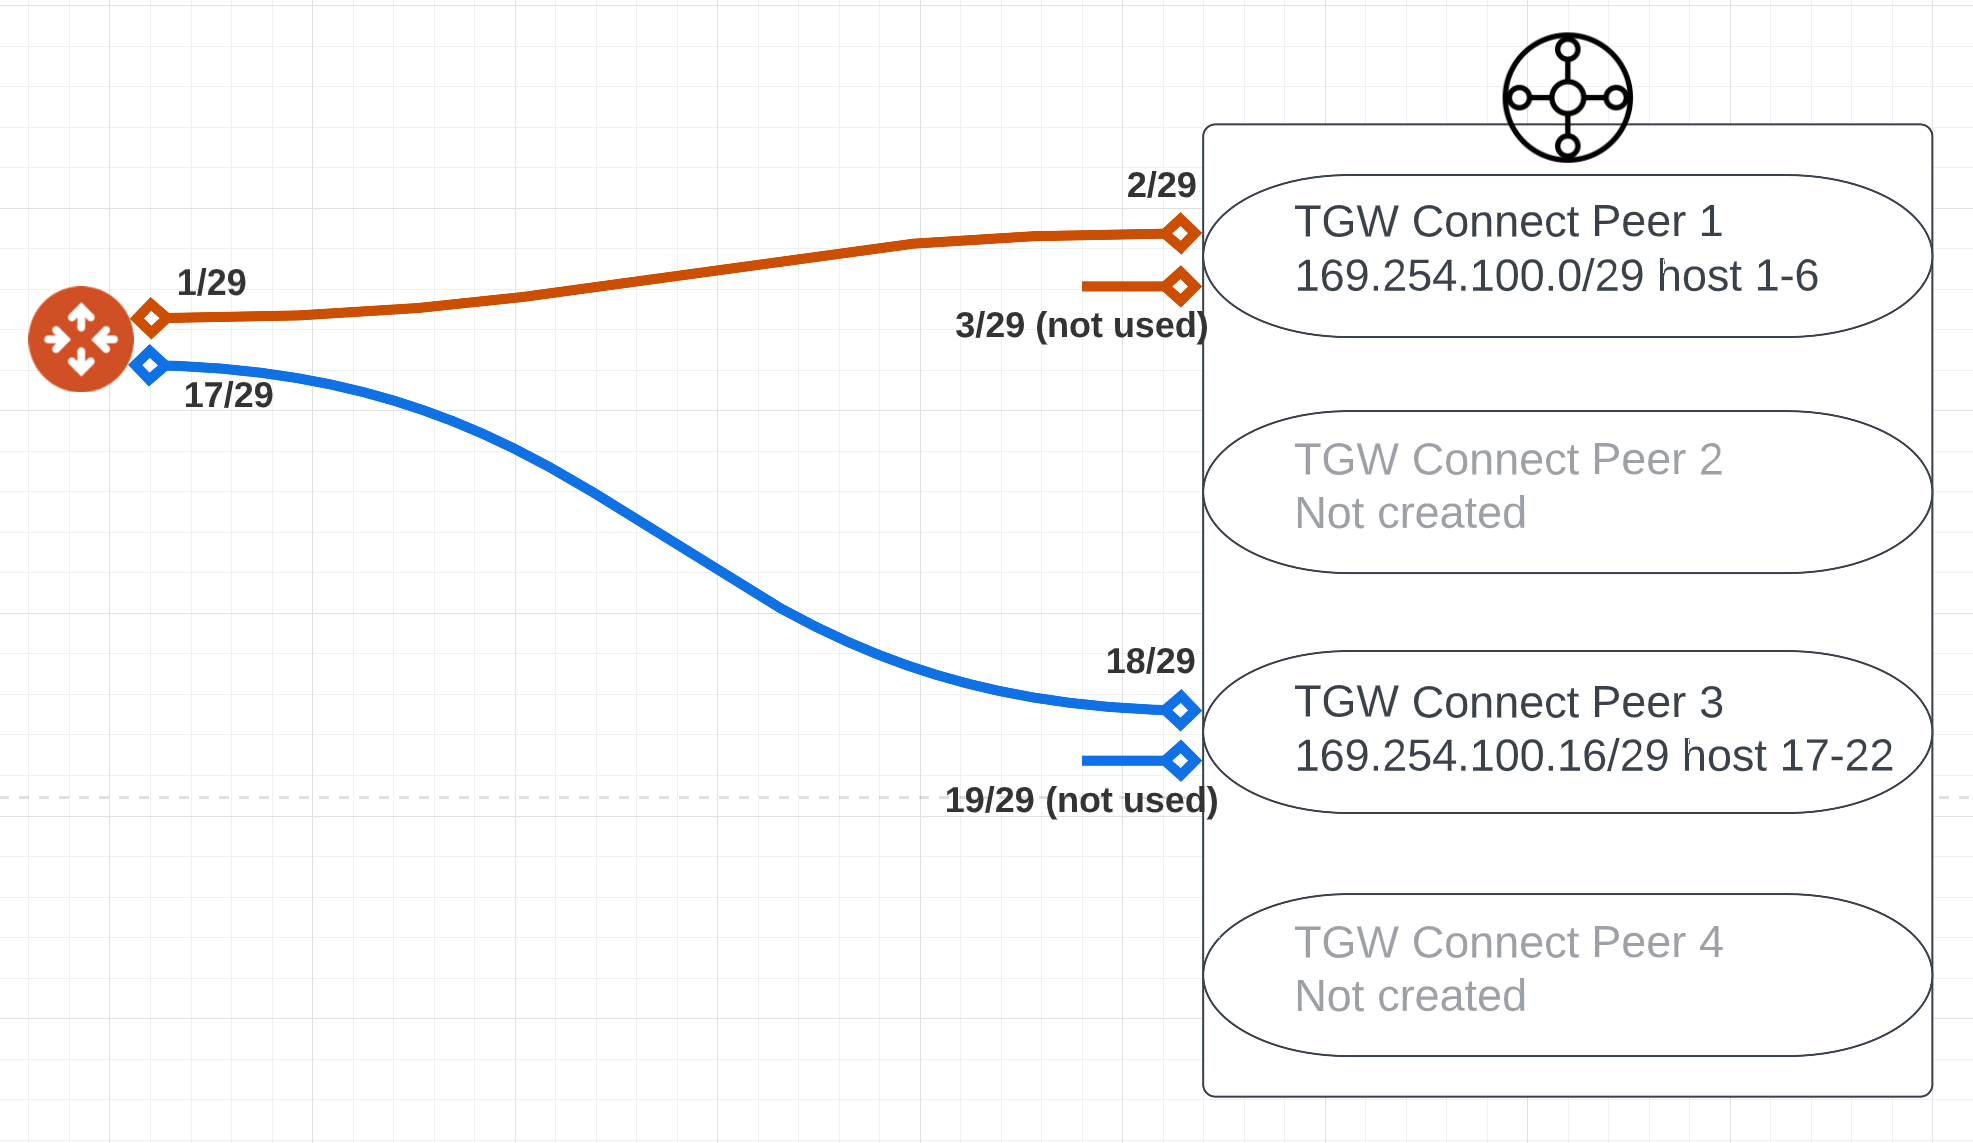 2/29
TGW Connect Peer 1
1/29
169.254.100.0/29 host 1-6
3/29 (not used)
17/29
TGW Connect Peer 2
Not created
18/29
TGW Connect Peer 3
169.254.100.16/29 host 17-22
19/29 (not used)
TGW Connect Peer 4
Not created